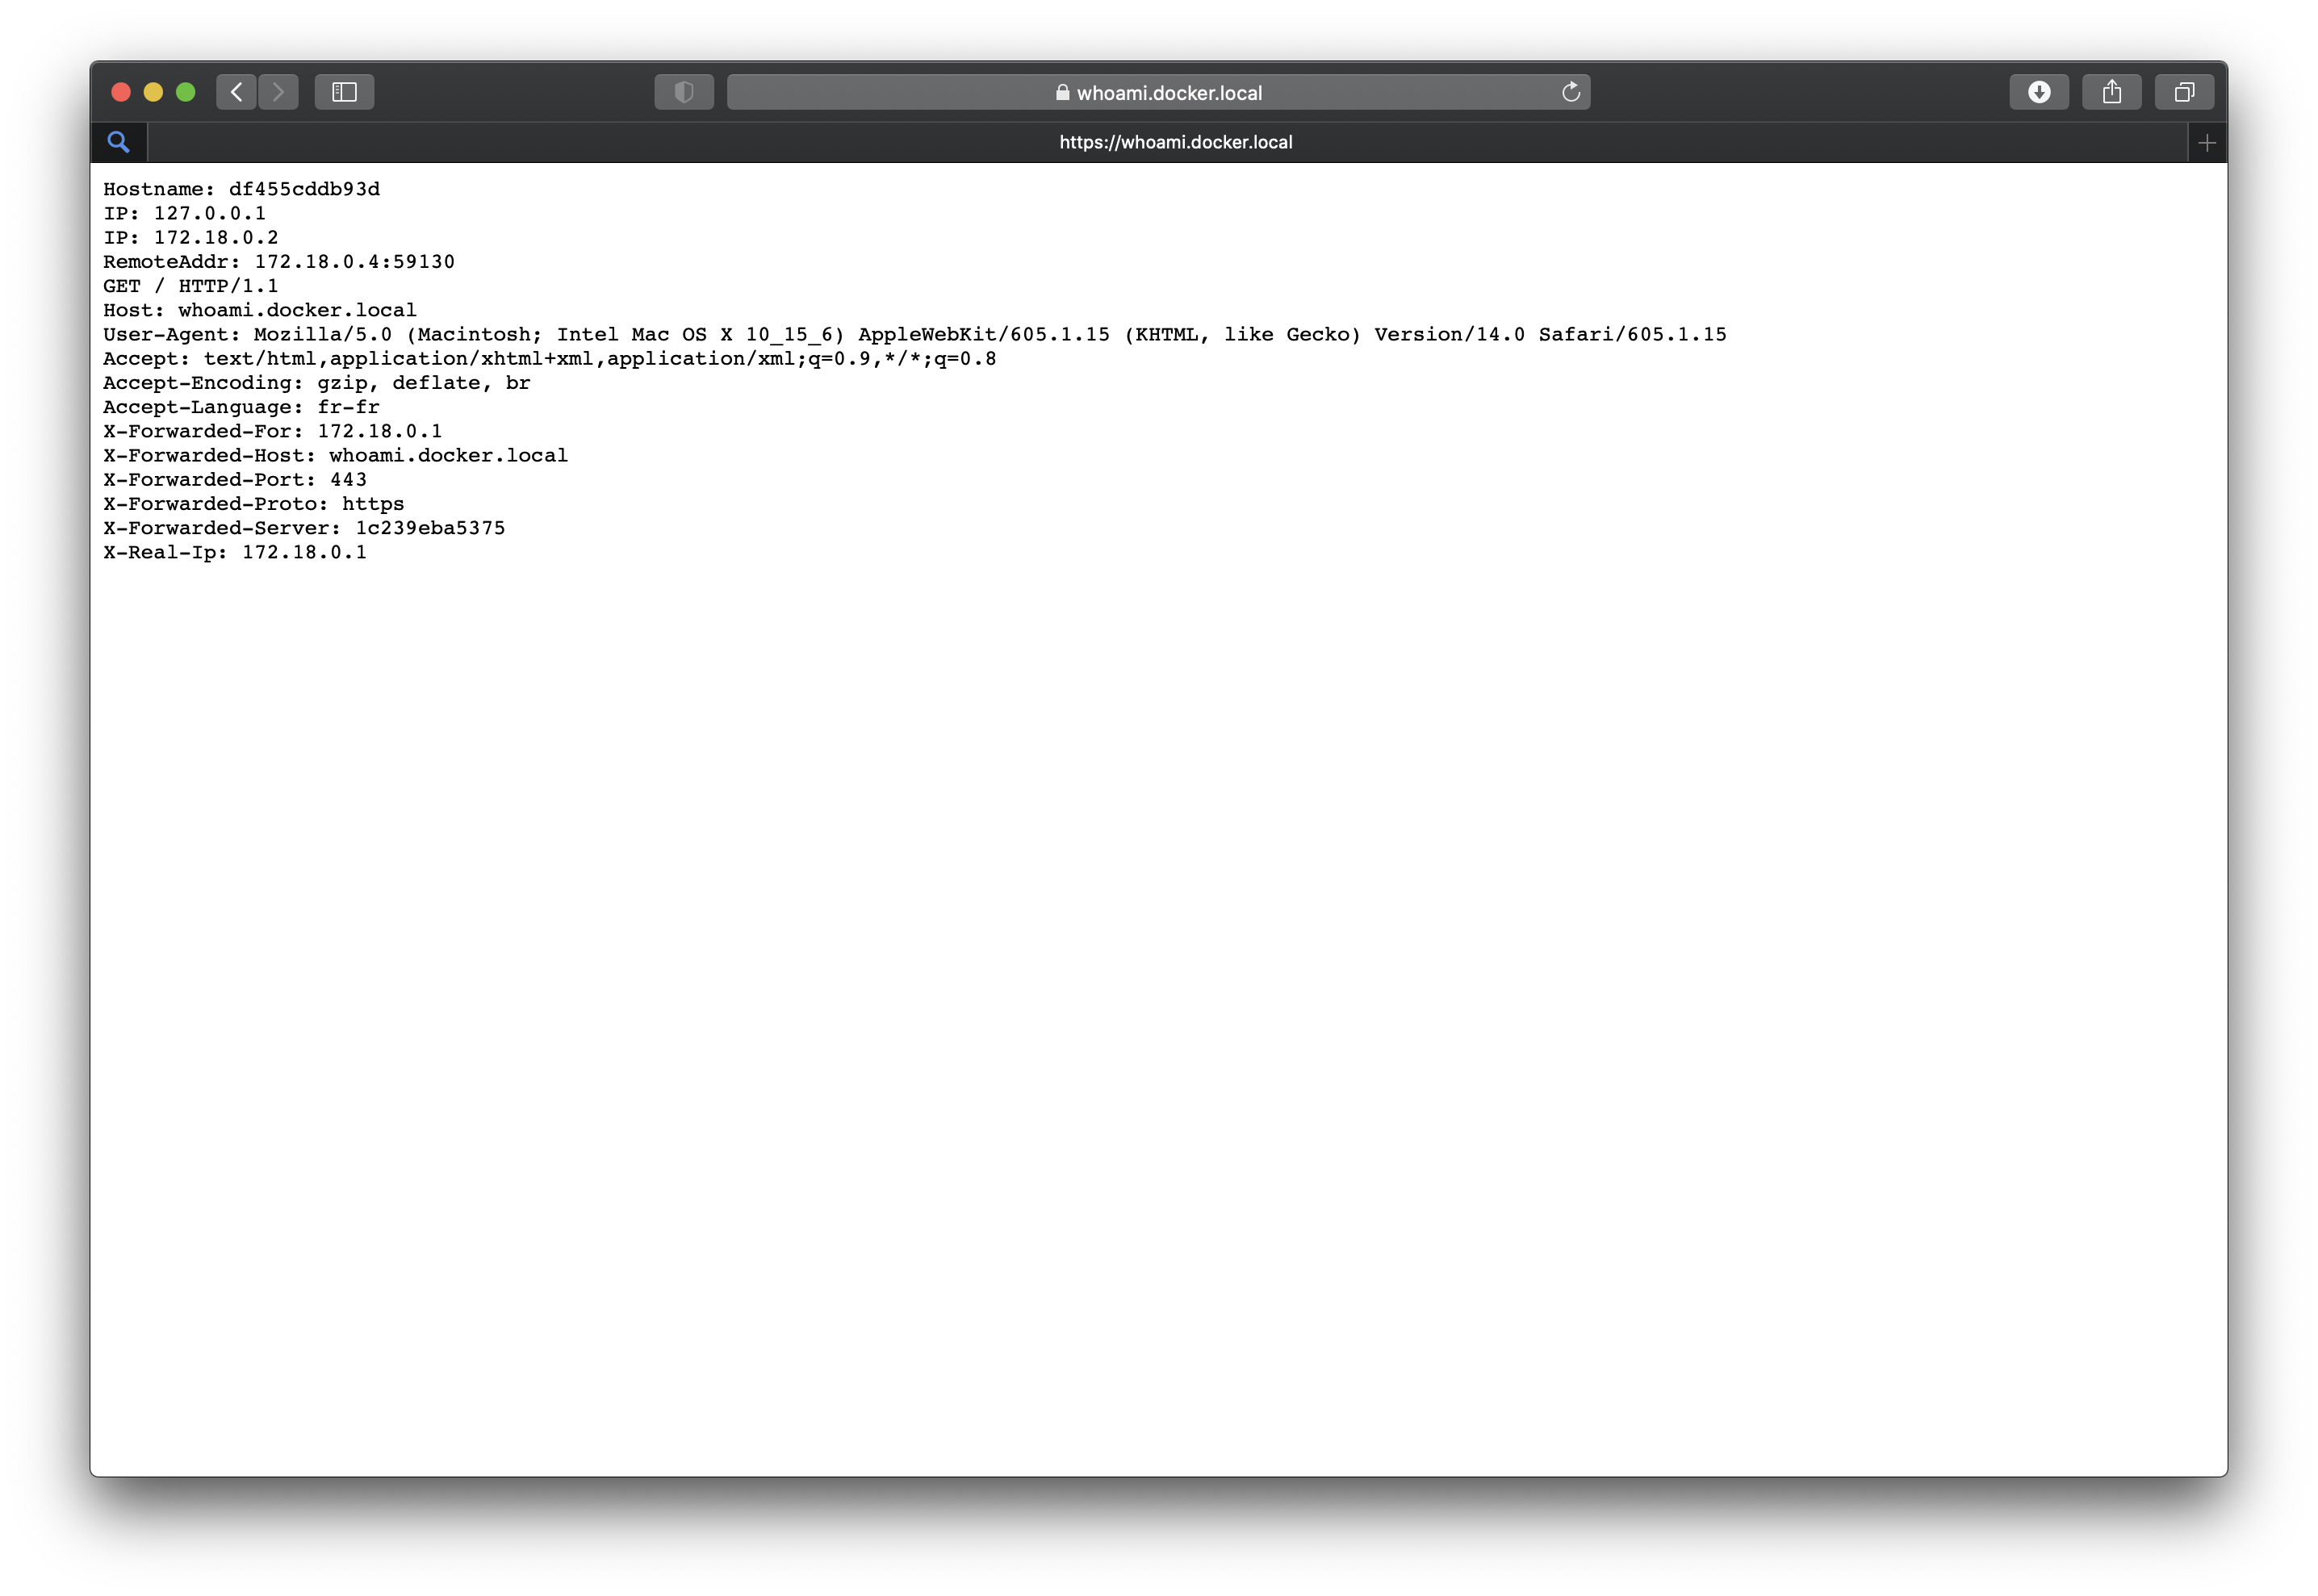 whoami.docker.local
https://whoami.docker.local
Hostname: df455cddb93d
IP: 127.0.0.1
IP: 172.18.0.2
RemoteAddr: 172.18.0.4:59130
GET / HTTP/1.1
Host: whoami.docker.local
User-Agent: Mozilla/5.0 (Macintosh; Intel Mac OS X 10_15_6) AppleWebKit/605.1.15 (KHTML, like Gecko) Version/14.0 Safari/605.1.15
Accept: text/html,application/xhtml+xml,application/xml;q=0.9,*/*;q=0.8
Accept-Encoding: gzip, deflate, br
Accept-Language: fr-fr
X-Forwarded-For: 172.18.0.1
X-Forwarded-Host: whoami.docker.local
X-Forwarded-Port: 443
X-Forwarded-Proto: https
X-Forwarded-Server: 1c239eba5375
X-Real-Ip: 172.18.0.1